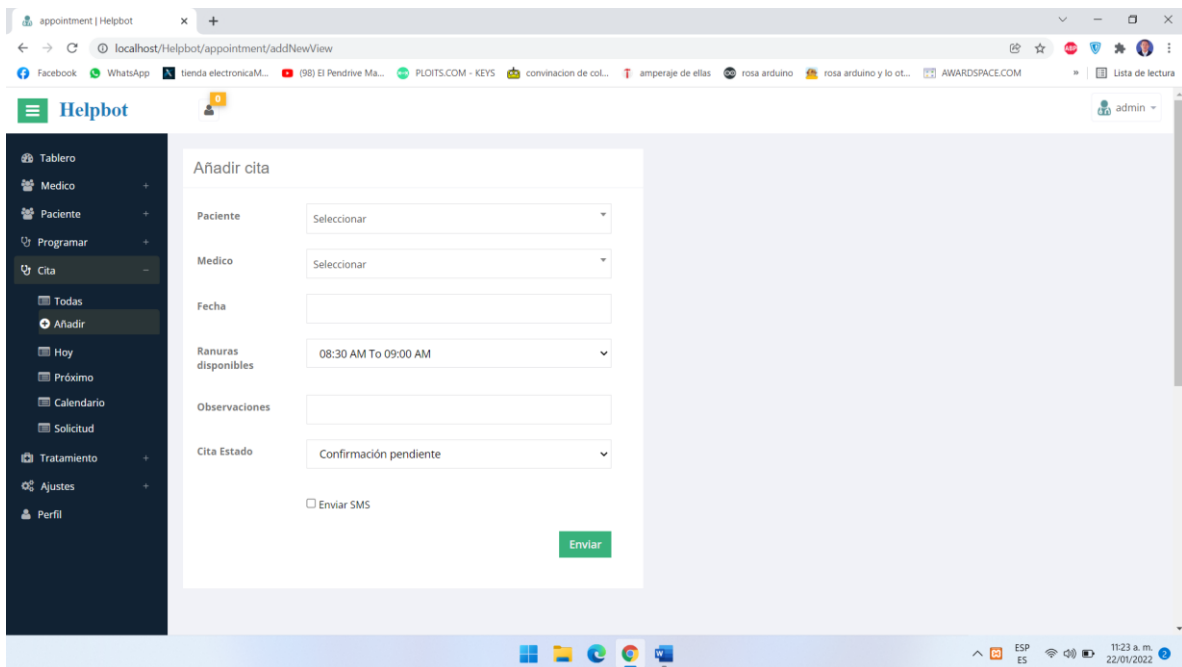 appointment | Helpbot
localhost/Helpbot/appointment/addNewView
Facebook WhatsApp tienda electronicaM... (98) El Pendrive Ma... PLOITS.COM - KEYS convinacion de col... amperaje de ellas rosa arduino rosa arduino y lo ot... AWARDSPACE.COM » Lista de lectura
Helpbot 0 admin
Tablero
Medico +
Paciente +
Programar +
Cita −
Todas
Añadir
Hoy
Próximo
Calendario
Solicitud
Tratamiento +
Ajustes +
Perfil
Añadir cita
Paciente Seleccionar
Medico Seleccionar
Fecha
Ranuras
disponibles
08:30 AM To 09:00 AM
Observaciones
Cita Estado Confirmación pendiente
Enviar SMS
Enviar
ESP
ES
11:23 a. m.
22/01/2022
2